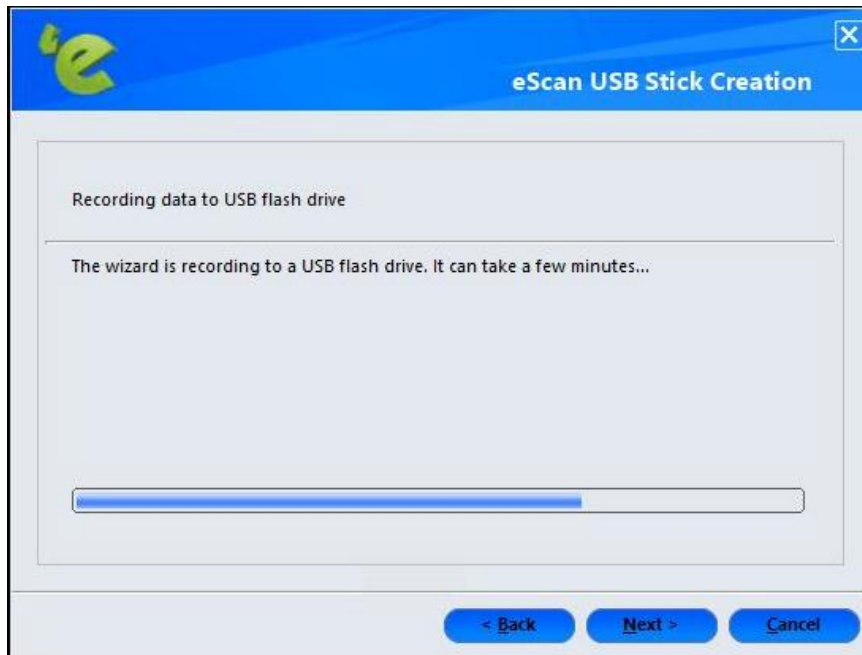 eScan USB Stick Creation
Recording data to USB flash drive
The wizard is recording to a USB flash drive. It can take a few minutes...
< Back Next > Cancel